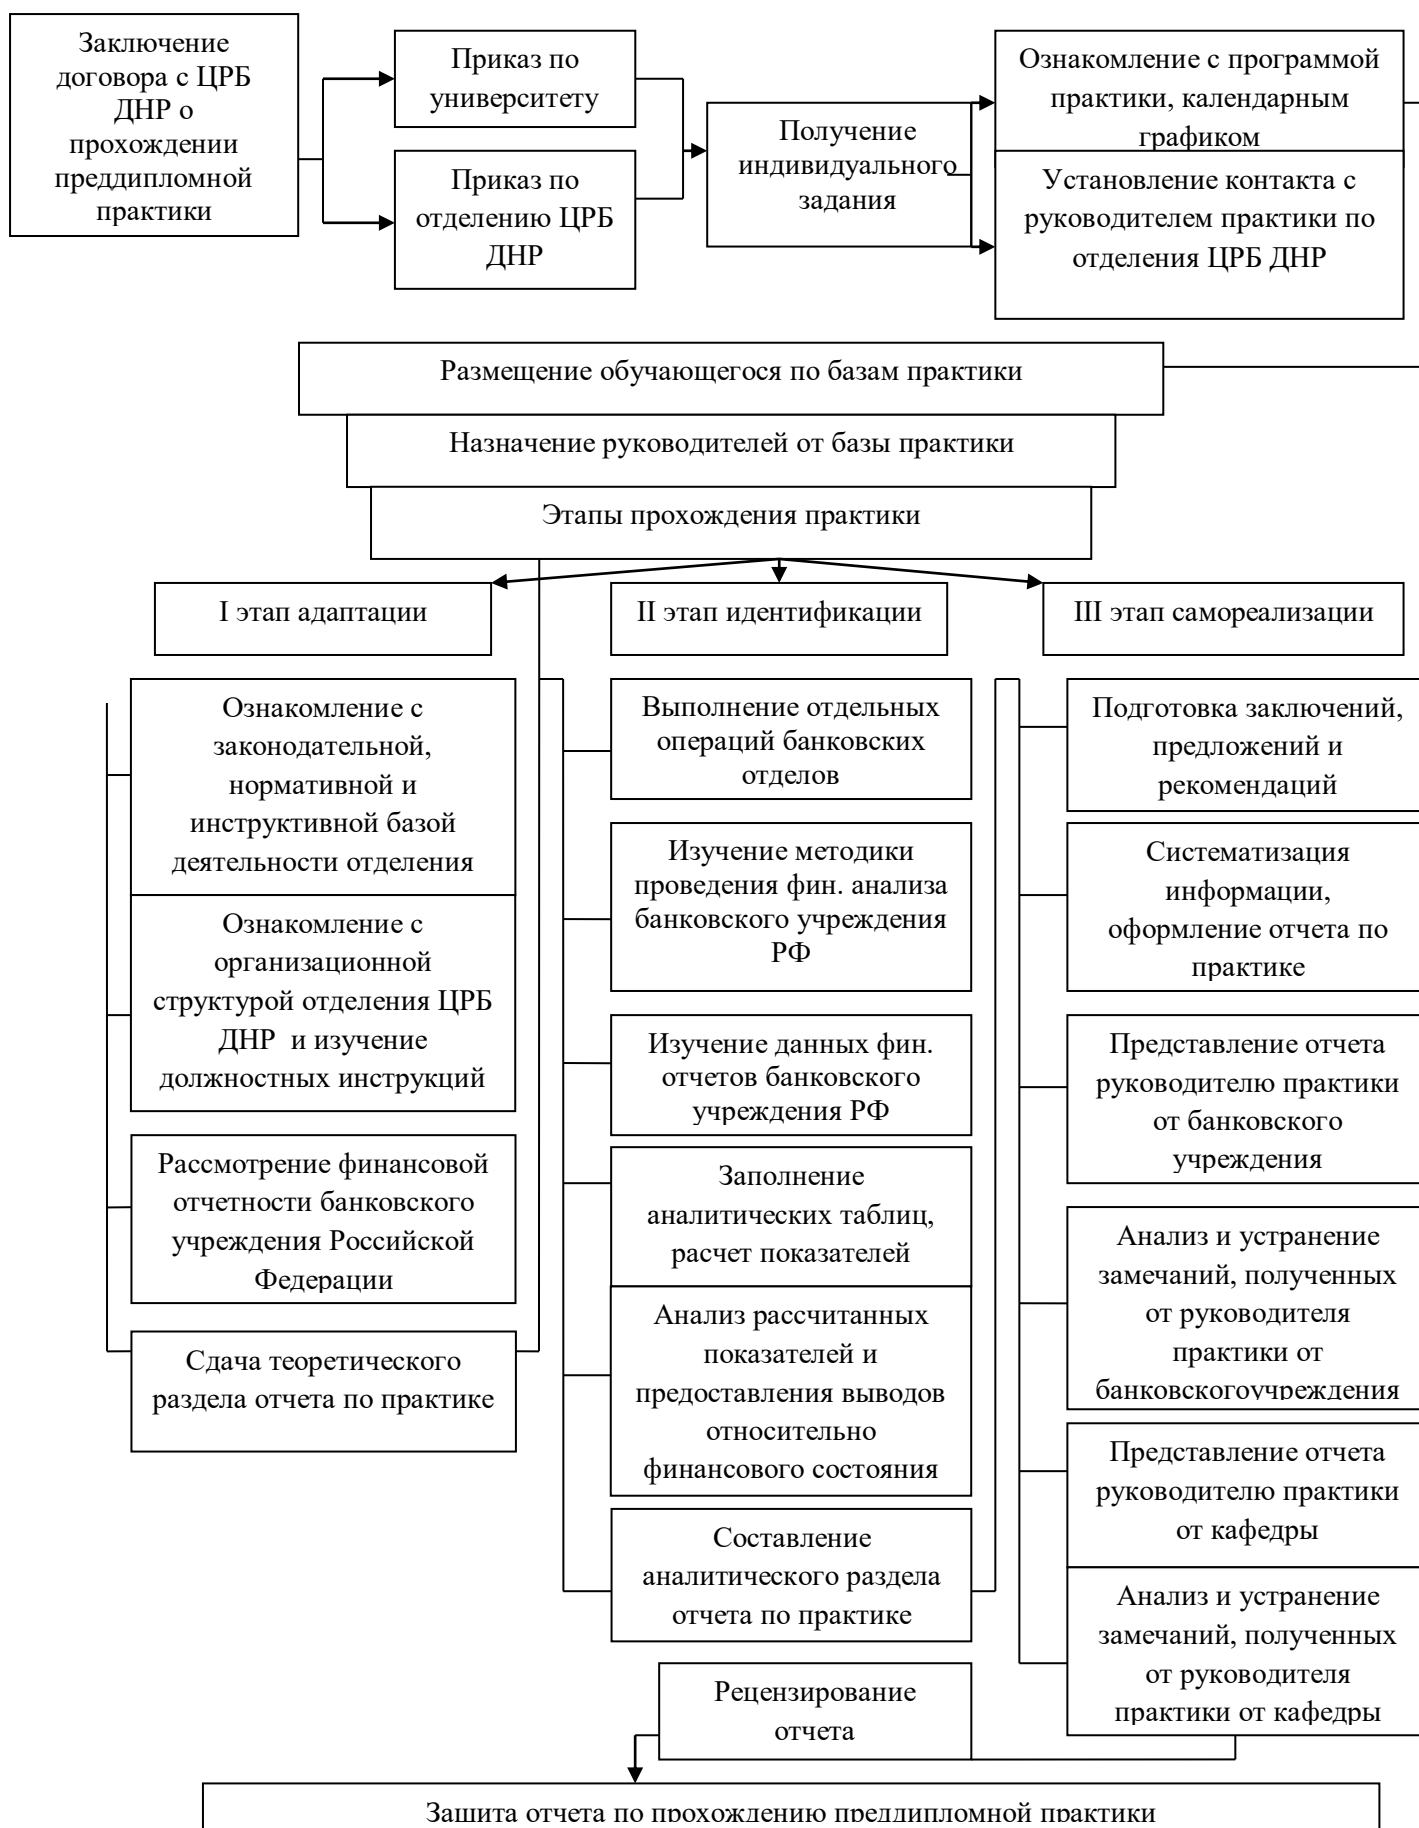 Заключение
договора с ЦРБ
ДНР о
прохождении
преддипломной
практики
Приказ по
университету
Приказ по
отделению ЦРБ
ДНР
Получение
индивидуального
задания
Ознакомление с программой
практики, календарным
графиком
Установление контакта с
руководителем практики по
отделения ЦРБ ДНР
Размещение обучающегося по базам практики
Назначение руководителей от базы практики
Этапы прохождения практики
I этап адаптации
II этап идентификации
III этап самореализации
Ознакомление с
законодательной,
нормативной и
инструктивной базой
деятельности отделения
Ознакомление с
организационной
структурой отделения ЦРБ
ДНР  и изучение
должностных инструкций
Рассмотрение финансовой
отчетности банковского
учреждения Российской
Федерации
Сдача теоретического
раздела отчета по практике
Выполнение отдельных
операций банковских
отделов
Изучение методики
проведения фин. анализа
банковского учреждения
РФ
Изучение данных фин.
отчетов банковского
учреждения РФ
Заполнение
аналитических таблиц,
расчет показателей
Анализ рассчитанных
показателей и
предоставления выводов
относительно
финансового состояния
Составление
аналитического раздела
отчета по практике
Подготовка заключений,
предложений и
рекомендаций
Систематизация
информации,
оформление отчета по
практике
Представление отчета
руководителю практики
от банковского
учреждения
Анализ и устранение
замечаний, полученных
от руководителя
практики от
банковскогоучреждения
Представление отчета
руководителю практики
от кафедры
Анализ и устранение
замечаний, полученных
от руководителя
практики от кафедры
Рецензирование
отчета
Защита отчета по прохождению преддипломной практики